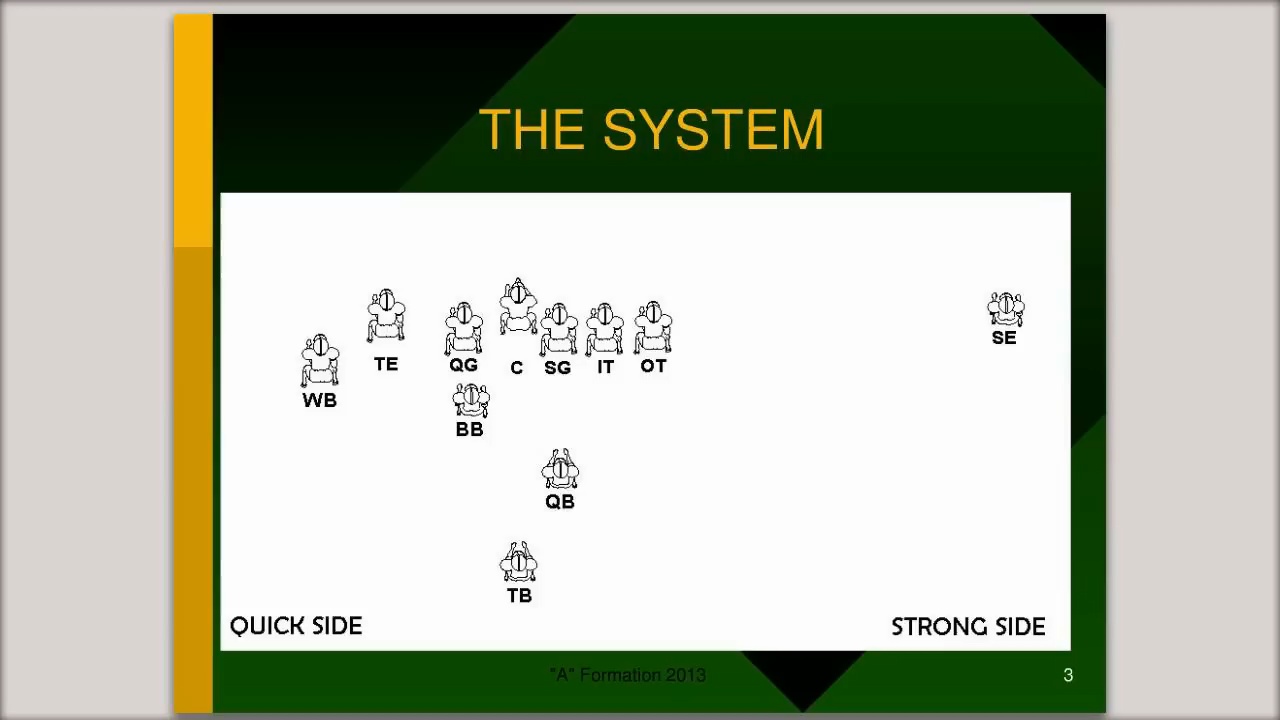 THE SYSTEM
SE
TE
QG
C
SG
IT
OT
WB
BB
QB
TB
QUICK SIDE
STRONG SIDE
"A" Formation 2013
3